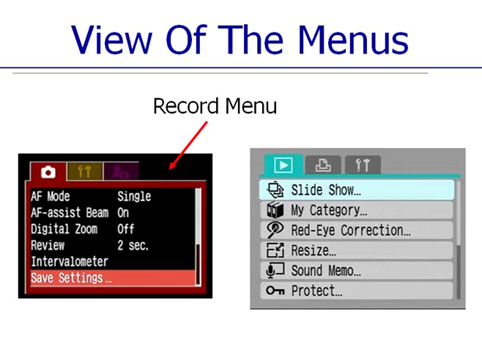 View Of The Menus
Record Menu
AF Mode Single
AF-assist Beam On
Digital Zoom Off
Review 2 sec.
Intervalometer
Save Settings...
Slide Show...
My Category...
Red-Eye Correction...
Resize...
Sound Memo...
Protect...